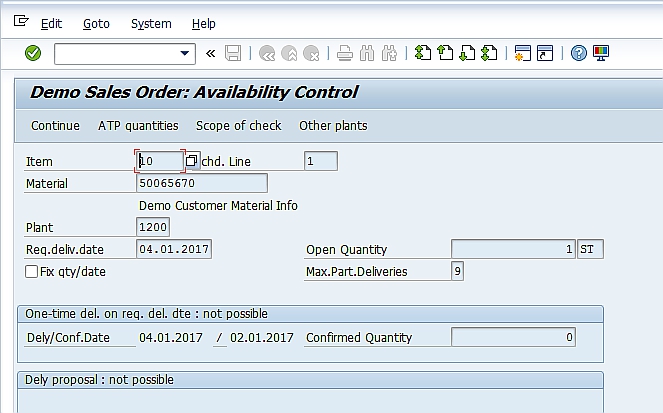 Edit Goto System Help
Demo Sales Order: Availability Control
Continue ATP quantities Scope of check Other plants
Item 10 chd. Line 1
Material 50065670
Demo Customer Material Info
Plant 1200
Req.deliv.date 04.01.2017 Open Quantity 1 ST
Fix qty/date Max.Part.Deliveries 9
One-time del. on req. del. dte : not possible
Dely/Conf.Date 04.01.2017 / 02.01.2017 Confirmed Quantity 0
Dely proposal : not possible